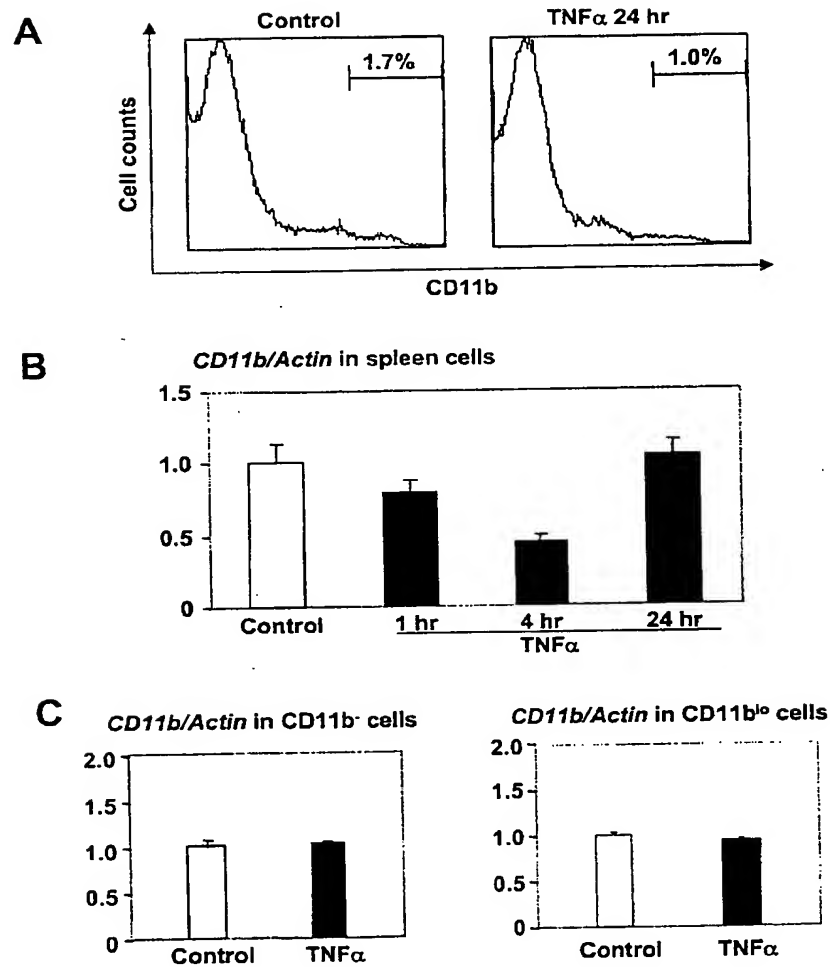 A
Control
TNFα 24 hr
1.7%
1.0%
Cell counts
CD11b
B
CD11b/Actin in spleen cells
1.5
1.0
0.5
0
Control
1 hr
4 hr
24 hr
TNFα
C
CD11b/Actin in CD11b⁻ cells
2.0
1.5
1.0
0.5
0
Control
TNFα
CD11b/Actin in CD11bˡᵒ cells
2.0
1.5
1.0
0.5
0
Control
TNFα